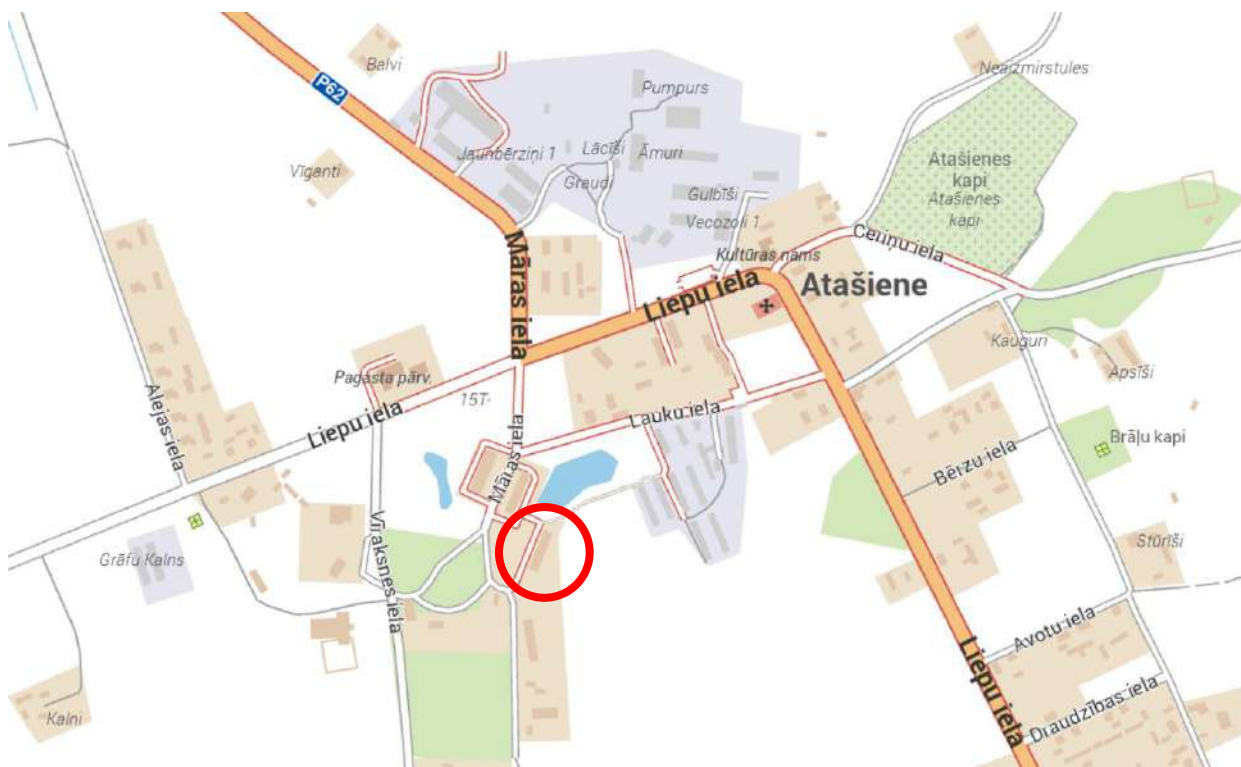 Balvi
P62
Pumpurs
Neaizmirstules
Jaunbērziņi 1
Lācīši
Āmuri
Vīganti
Graudi
Gulbīši
Vecozoli 1
Atašienes
kapi
Atašienes
kapi
Ceriņu iela
Kultūras nams
Māras iela
Liepu iela
Atašiene
Kauguri
Apsīši
Pagasta pārv.
15T-
Alejas iela
Liepu iela
Māras iela
Lauku iela
Brāļu kapi
Bērzu iela
Vīraksnes iela
Grāfu Kalns
Stūrīši
Avotu iela
Liepu iela
Draudzības iela
Kalni